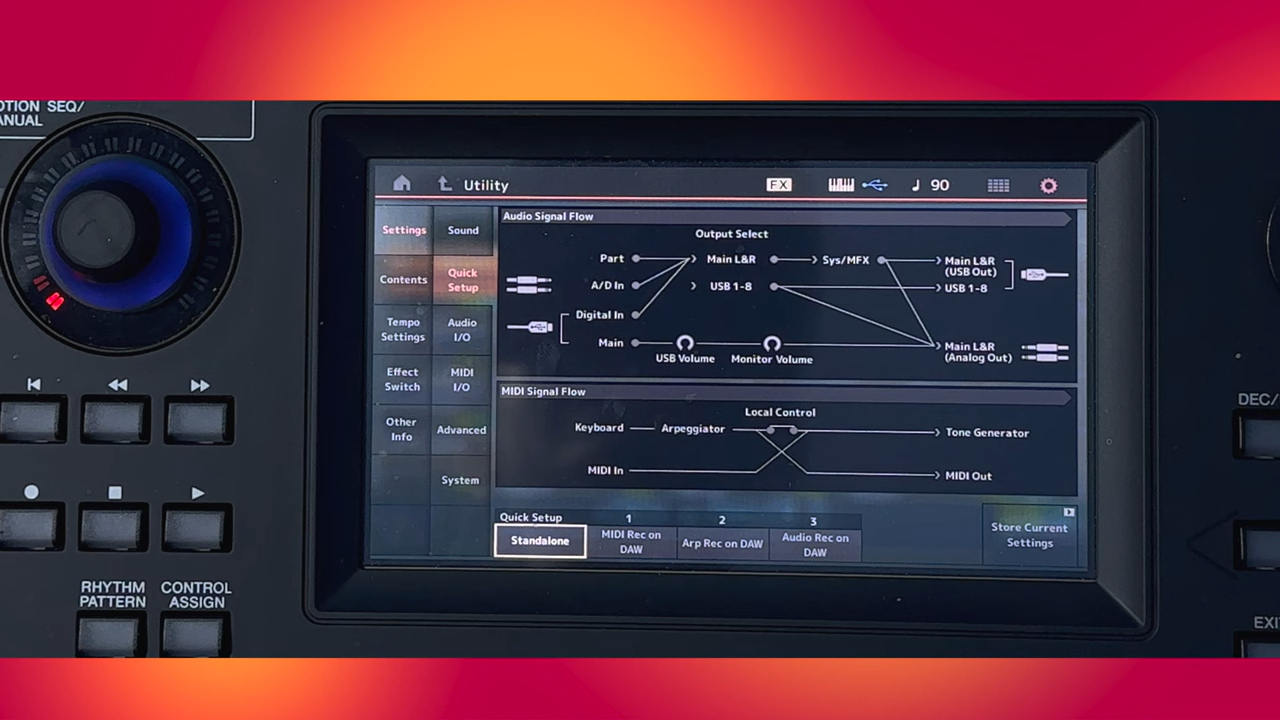 OTION SEQ/
ANUAL
Utility
FX
90
Settings
Sound
Contents
Quick
Setup
Tempo
Settings
Audio
I/O
Effect
Switch
MIDI
I/O
Other
Info
Advanced
System
Audio Signal Flow
Output Select
Part
Main L&R
Sys/MFX
Main L&R
(USB Out)
A/D In
USB 1-8
USB 1-8
Digital In
Main
USB Volume
Monitor Volume
Main L&R
(Analog Out)
MIDI Signal Flow
Local Control
Keyboard
Arpeggiator
Tone Generator
MIDI In
MIDI Out
Quick Setup
1
2
3
Standalone
MIDI Rec on
DAW
Arp Rec on DAW
Audio Rec on
DAW
Store Current
Settings
RHYTHM
PATTERN
CONTROL
ASSIGN
DEC/
EXI